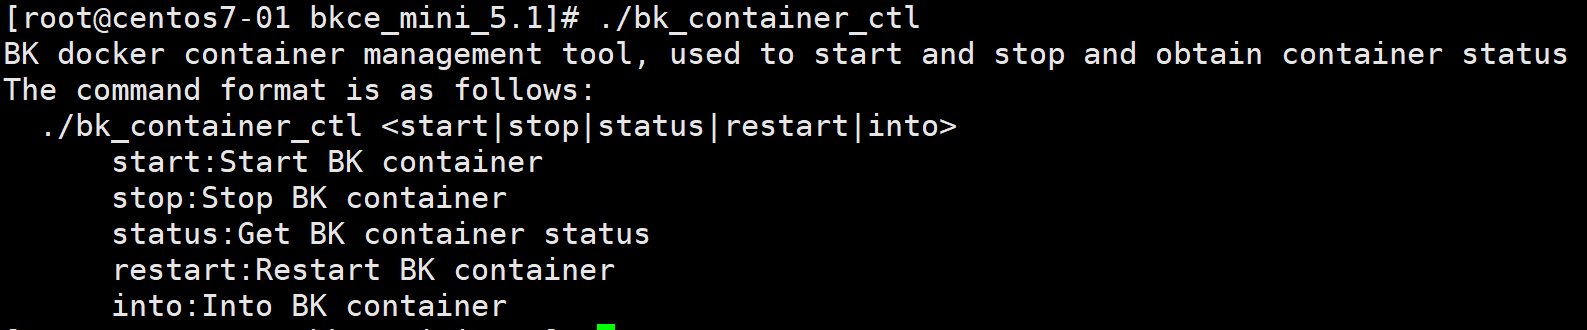 [root@centos7-01 bkce_mini_5.1]# ./bk_container_ctl
BK docker container management tool, used to start and stop and obtain container status
The command format is as follows:
  ./bk_container_ctl <start|stop|status|restart|into>
      start:Start BK container
      stop:Stop BK container
      status:Get BK container status
      restart:Restart BK container
      into:Into BK container